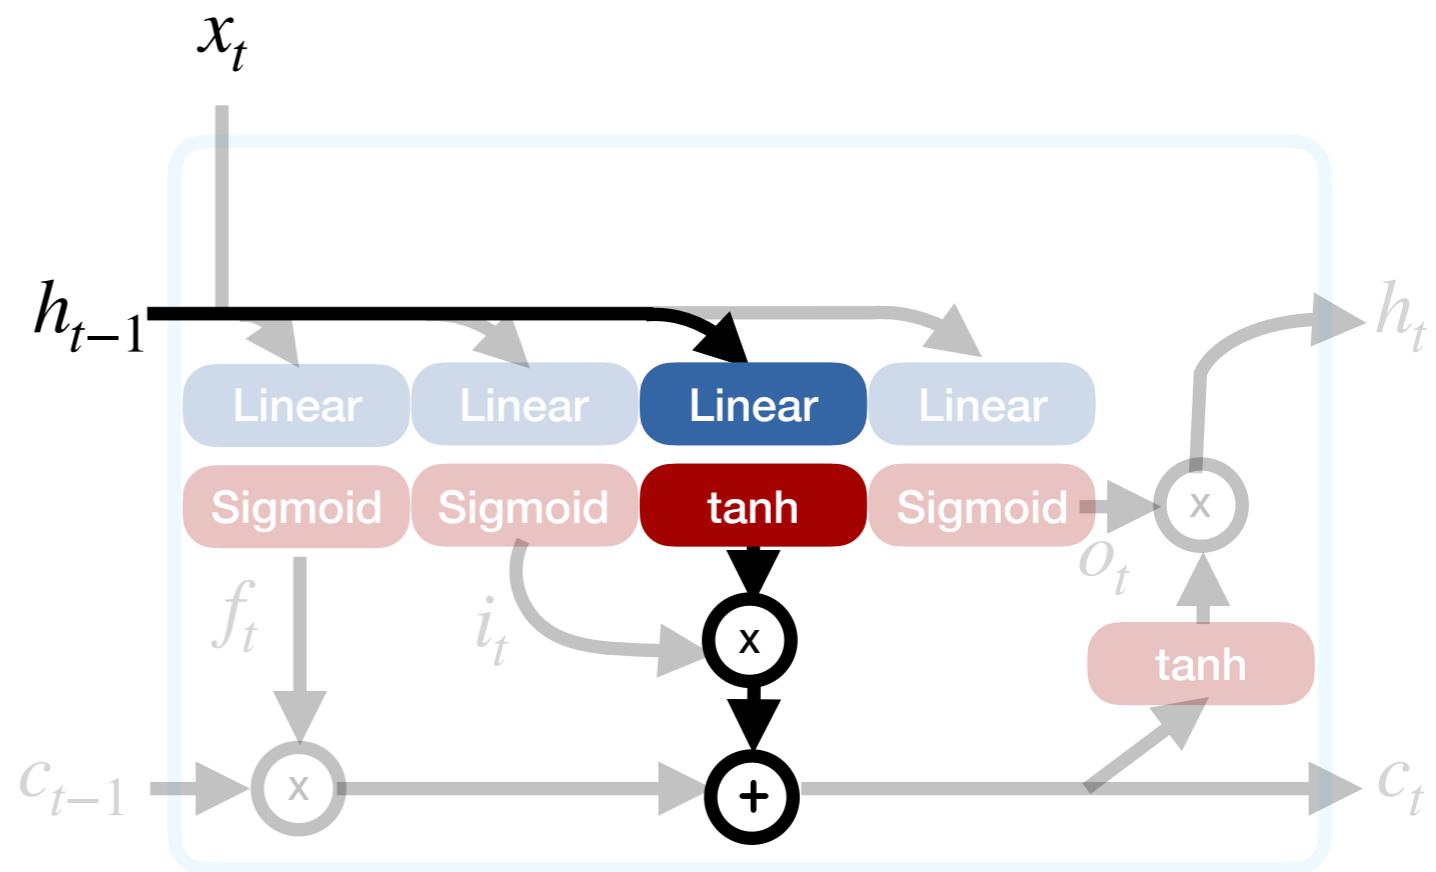 x_t
h_{t−1}
h_t
Linear Linear Linear Linear
Sigmoid Sigmoid tanh Sigmoid
x
o_t
f_t
i_t
x
tanh
c_{t−1}
x
+
c_t